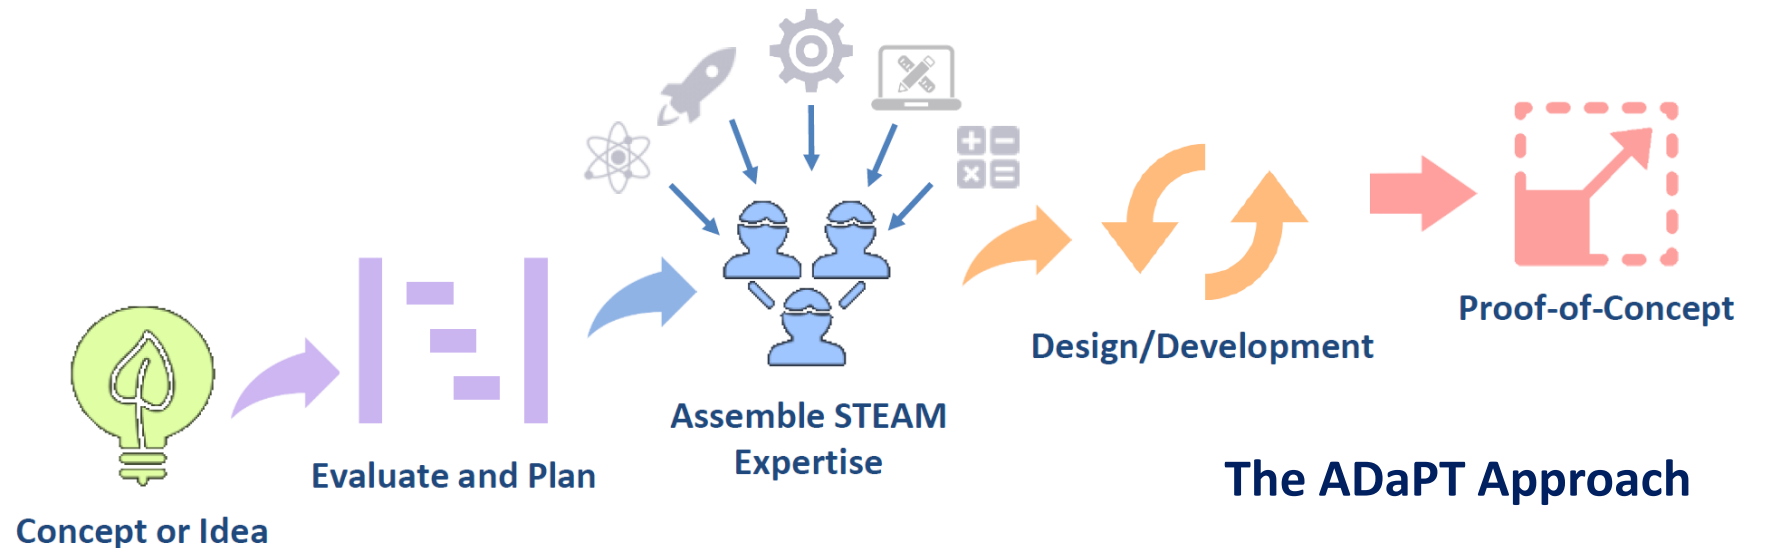 Concept or Idea
Evaluate and Plan
Assemble STEAM
Expertise
Design/Development
Proof-of-Concept
The ADaPT Approach